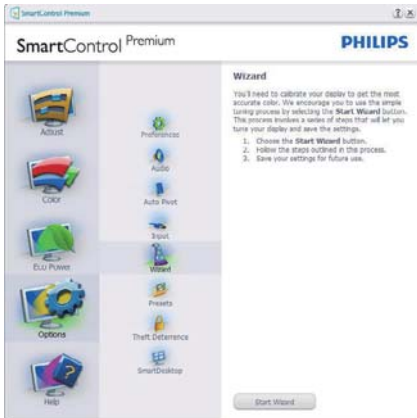 SmartControl Premium
SmartControl Premium
PHILIPS
Adjust
Color
Eco Power
Options
Help
Preferences
Audio
Auto Pivot
Input
Wizard
Presets
Theft Deterrence
SmartDesktop
Wizard
You'll need to calibrate your display to get the most
accurate color. We encourage you to use the simple
tuning process by selecting the Start Wizard button.
This process involves a series of steps that will let you
tune your display and save the settings.
1. Choose the Start Wizard button.
2. Follow the steps outlined in the process.
3. Save your settings for future use.
Start Wizard